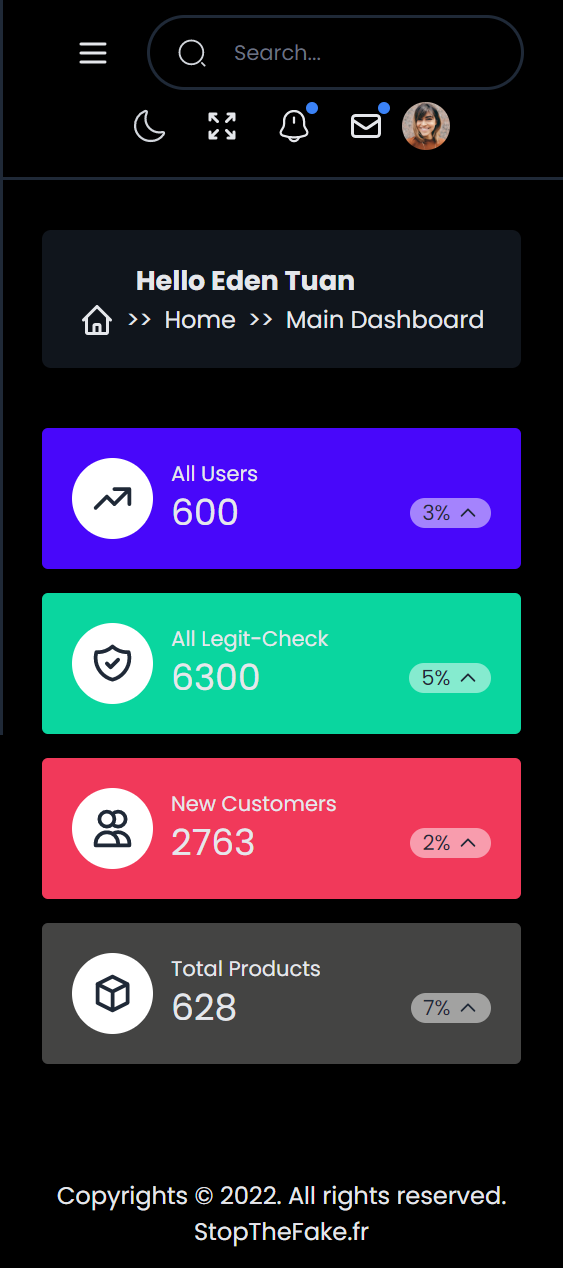 Search...
Hello Eden Tuan
>> Home >> Main Dashboard
All Users
600
3%
All Legit-Check
6300
5%
New Customers
2763
2%
Total Products
628
7%
Copyrights © 2022. All rights reserved.
StopTheFake.fr